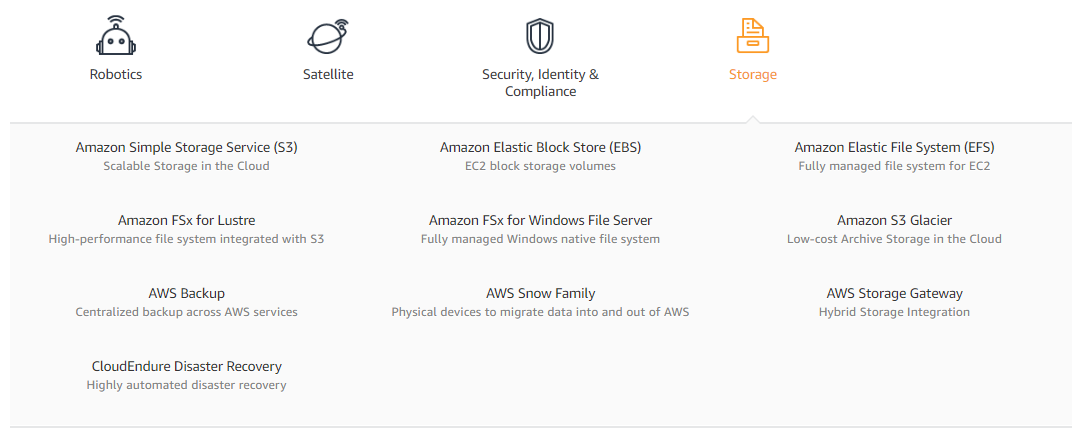 Robotics
Satellite
Security, Identity &
Compliance
Storage
Amazon Simple Storage Service (S3)
Scalable Storage in the Cloud
Amazon Elastic Block Store (EBS)
EC2 block storage volumes
Amazon Elastic File System (EFS)
Fully managed file system for EC2
Amazon FSx for Lustre
High-performance file system integrated with S3
Amazon FSx for Windows File Server
Fully managed Windows native file system
Amazon S3 Glacier
Low-cost Archive Storage in the Cloud
AWS Backup
Centralized backup across AWS services
AWS Snow Family
Physical devices to migrate data into and out of AWS
AWS Storage Gateway
Hybrid Storage Integration
CloudEndure Disaster Recovery
Highly automated disaster recovery